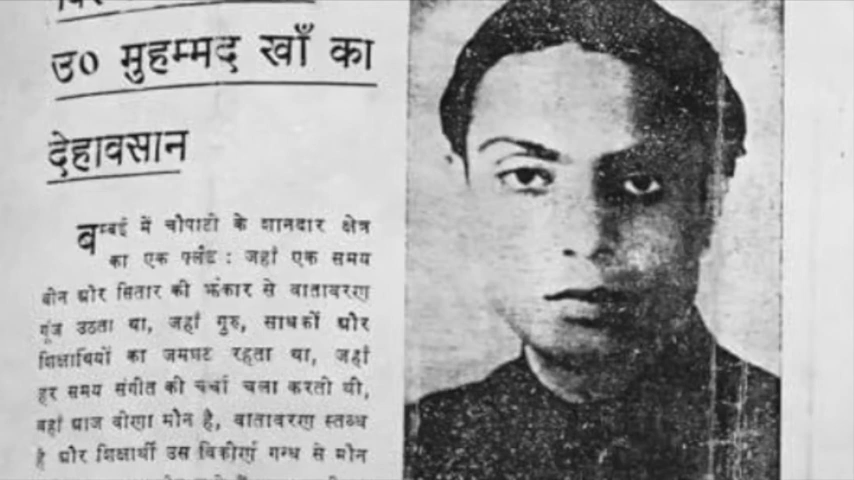 उ० मुहम्मद खाँ का
देहावसान
बम्बई में चौपाटी के शानदार क्षेत्र
का एक फ्लैट : जहाँ एक समय
बीन और सितार की झंकार से वातावरण
गूंज उठता था, जहाँ गुरु, साधकों और
शिक्षार्थियों का जमघट रहता था, जहाँ
हर समय संगीत की चर्चा चला करती थी,
वहाँ आज वीणा मौन है, वातावरण स्तब्ध
है और शिक्षार्थी उस विकीर्ण गन्ध से मौन